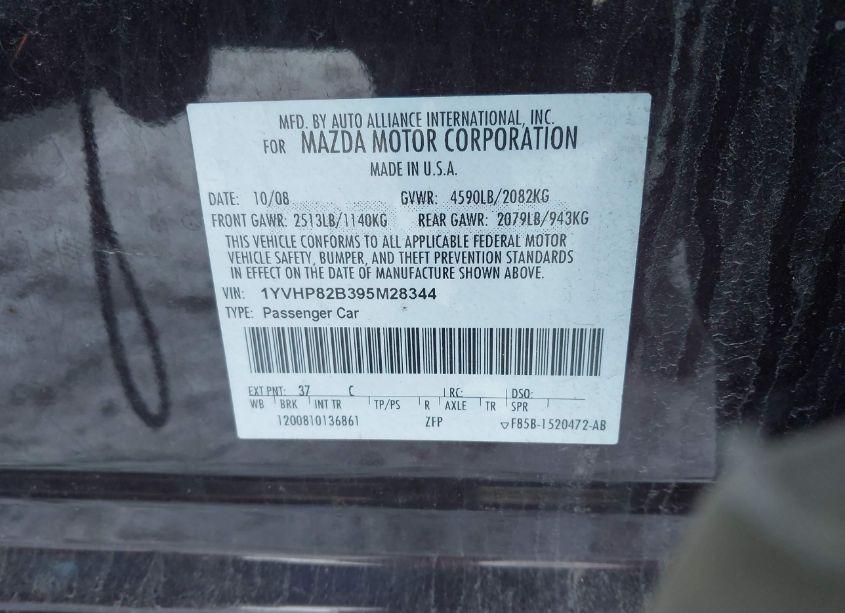 MFD. BY AUTO ALLIANCE INTERNATIONAL, INC.
FOR MAZDA MOTOR CORPORATION
MADE IN U.S.A.
DATE: 10/08 GVWR: 4590LB/2082KG
FRONT GAWR: 2513LB/1140KG REAR GAWR: 2079LB/943KG
THIS VEHICLE CONFORMS TO ALL APPLICABLE FEDERAL MOTOR
VEHICLE SAFETY, BUMPER, AND THEFT PREVENTION STANDARDS
IN EFFECT ON THE DATE OF MANUFACTURE SHOWN ABOVE.
VIN: 1YVHP82B395M28344
TYPE: Passenger Car
EXT PNT: 37 C RC: DSO:
WB BRK INT TR TP/PS R AXLE TR SPR
1200810136861 ZFP ▽F85B-1520472-AB